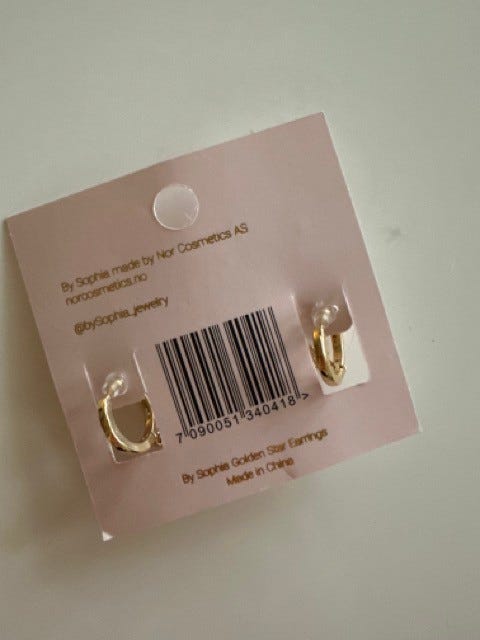 By Sophia made by Nor Cosmetics AS
norcosmetics.no
@bySophia_jewelry
7 090051 340418 >
By Sophia Golden Star Earrings
Made in China